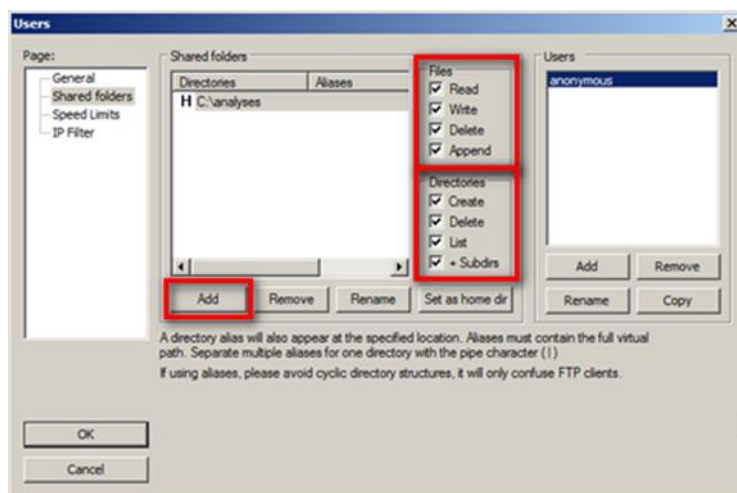 Users
Page:
General
Shared folders
Speed Limits
IP Filter
Shared folders
Directories Aliases
H C:\analyses
Files
Read
Write
Delete
Append
Directories
Create
Delete
List
+ Subdirs
Add Remove Rename Set as home dir
Users
anonymous
Add Remove
Rename Copy
A directory alias will also appear at the specified location. Aliases must contain the full virtual
path. Separate multiple aliases for one directory with the pipe character (|)
If using aliases, please avoid cyclic directory structures, it will only confuse FTP clients.
OK
Cancel